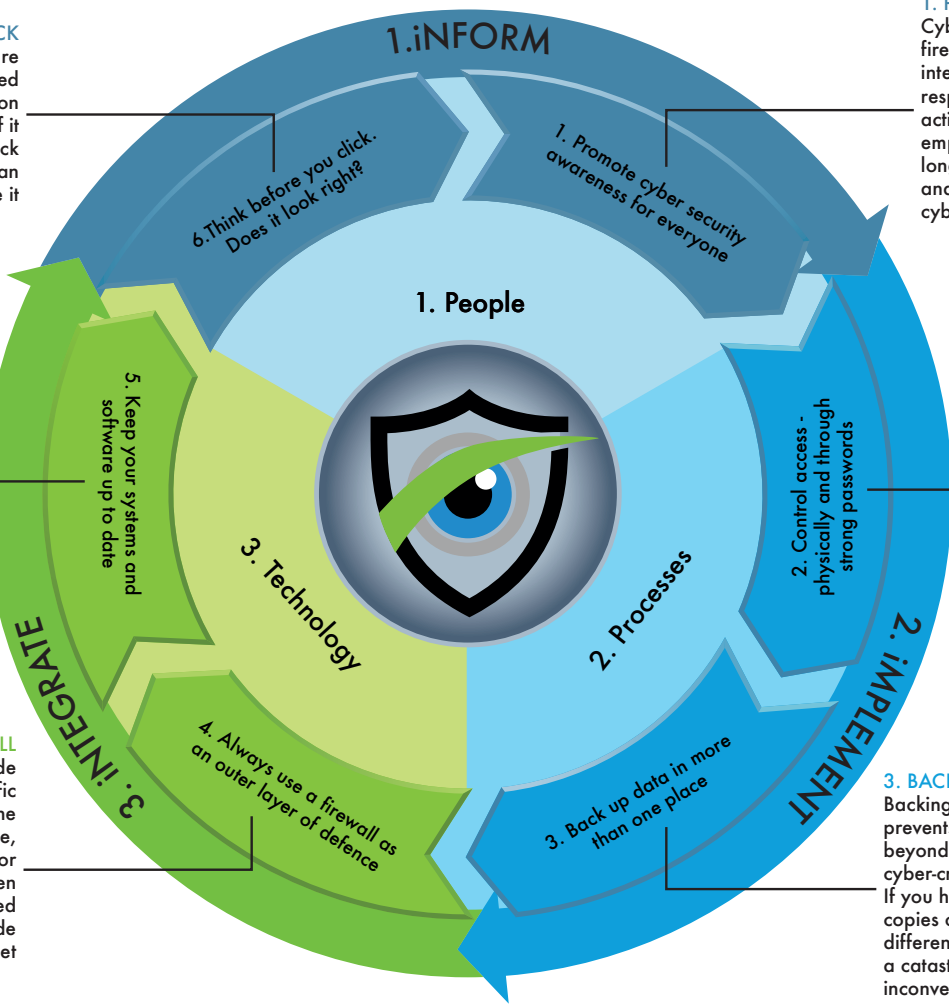 1.iNFORM
1. Promote cyber security
awareness for everyone
6.Think before you click.
Does it look right?
1. People
2. Control access -
physically and through
strong passwords
2. iMPLEMENT
2. Processes
3. Back up data in more
than one place
3. Technology
4. Always use a firewall as
an outer layer of defence
5. Keep your systems and
software up to date
3. iNTEGRATE
CK
re
ed
on
f it
ck
an
e it
1.
Cyb
fire
inte
resp
acti
emp
lon
and
cyb
LL
de
fic
ne
e,
or
en
ed
de
et
3. BACK
Backing
prevent
beyond
cyber-cr
If you h
copies o
differen
a catast
inconve